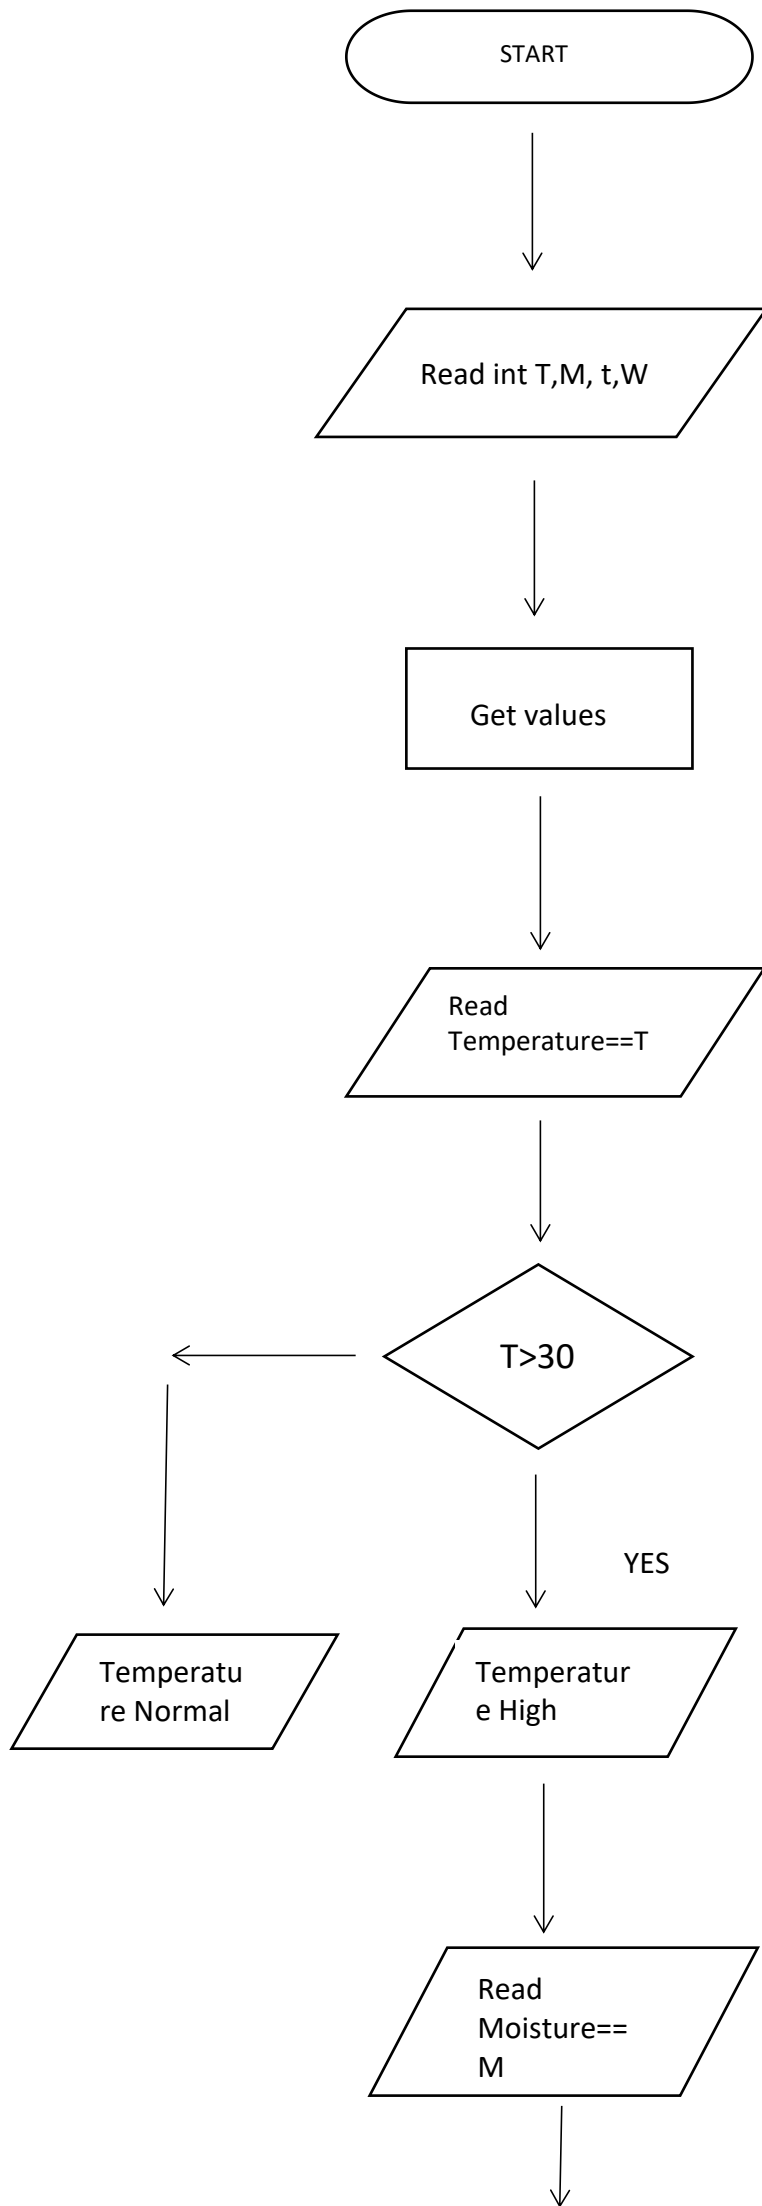 START
Read int T,M, t,W
Get values
Read
Temperature==T
T>30
YES
Temperatu
re Normal
Temperatur
e High
Read
Moisture==
M